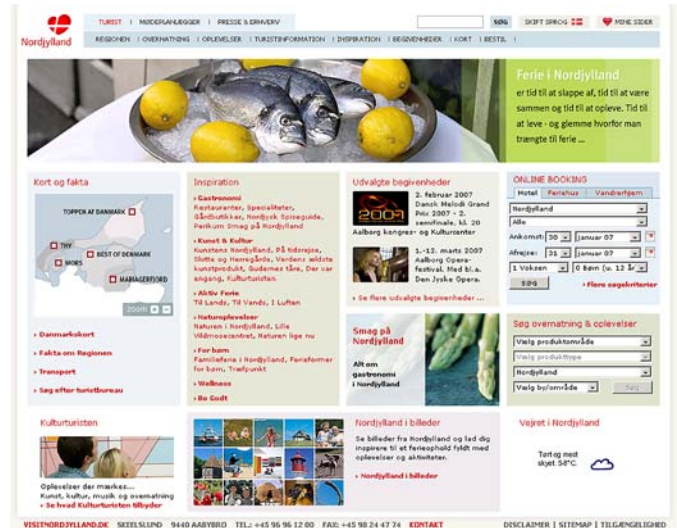 Nordjylland
TURIST | MØDEPLANLÆGGER | PRESSE & ERHVERV
SØG
SKIFT SPROG
MINE SIDER
REGIONEN | OVERNATNING | OPLEVELSER | TURISTINFORMATION | INSPIRATION | BEGIVENHEDER | KORT | BESTIL |
Ferie i Nordjylland
er tid til at slappe af, tid til at være
sammen og tid til at opleve. Tid til
at leve - og glemme hvorfor man
trængte til ferie ...
Kort og fakta
TOPPEN AF DANMARK
THY
BEST OF DENMARK
MORS
MARIAGERFJORD
zoom + -
› Danmarkskort
› Fakta om Regionen
› Transport
› Søg efter turistbureau
Inspiration
› Gastronomi
Restauranter, Specialiteter,
Gårdbutikker, Nordjysk Spiseguide,
Perikum Smag på Nordjylland
› Kunst & Kultur
Kunstens Nordjylland, På tidsrejse,
Slotte og Herregårde, Verdens ældste
kunstprodukt, Gudernes tåre, Der var
engang, Kulturturisten
› Aktiv Ferie
Til Lands, Til Vands, I Luften
› Naturoplevelser
Naturen i Nordjylland, Lille
Vildmosecentret, Naturen lige nu
› For børn
Familieferie i Nordjylland, Ferieformer
for børn, Træfpunkt
› Wellness
› Bo Godt
Udvalgte begivenheder
2007
2. februar 2007
Dansk Melodi Grand
Prix 2007 - 2.
semifinale, kl. 20
Aalborg kongres- og Kulturcenter
1.-12. marts 2007
Aalborg Opera-
festival. Med bl.a.
Den Jyske Opera.
› Se flere udvalgte begivenheder ...
Smag på
Nordjylland
Alt om
gastronomi
i Nordjylland
ONLINE BOOKING
Hotel | Feriehus | Vandrerhjem
Nordjylland
Alle
Ankomst: 30 januar 07
Afrejse: 31 januar 07
1 Voksen 0 Børn (u. 12 år)
SØG › Flere søgekriterier
Søg overnatning & oplevelser
Vælg produktområde
Vælg produkttype
Nordjylland
Vælg by/område Søg
Kulturturisten
Oplevelser der mærkes...
Kunst, kultur, musik og overnatning
› Se hvad Kulturturisten tilbyder
Nordjylland i billeder
Se billeder fra Nordjylland og lad dig
inspirere til et ferieophold fyldt med
oplevelser og aktiviteter.
› Nordjylland i billeder
Vejret i Nordjylland
Tørt og mest
skyet.
VISITNORDJYLLAND.DK SKEELSLUND 9440 AABYBRO TEL.: +45 96 96 12 00 FAX: +45 98 24 47 74 KONTAKT
DISCLAIMER | SITEMAP | TILGÆNGELIGHED